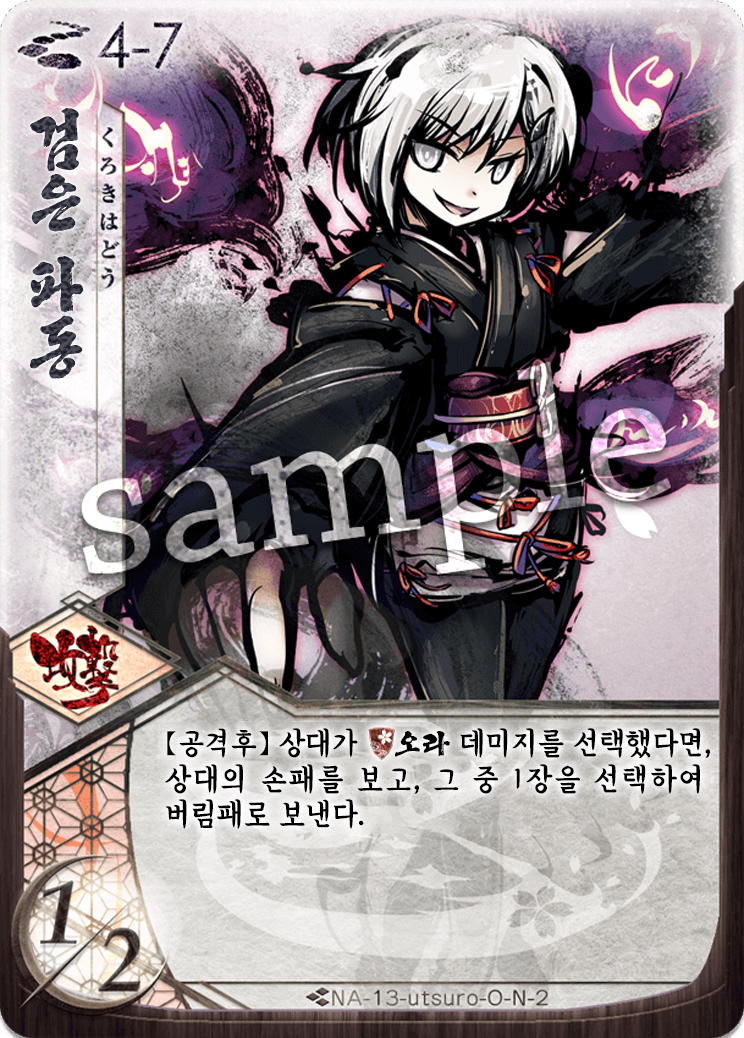 4-7
검은 파동
くろきはどう
sample
攻撃
【공격후】 상대가 오라 데미지를 선택했다면,
상대의 손패를 보고, 그 중 1장을 선택하여
버림패로 보낸다.
1/2
NA-13-utsuro-O-N-2